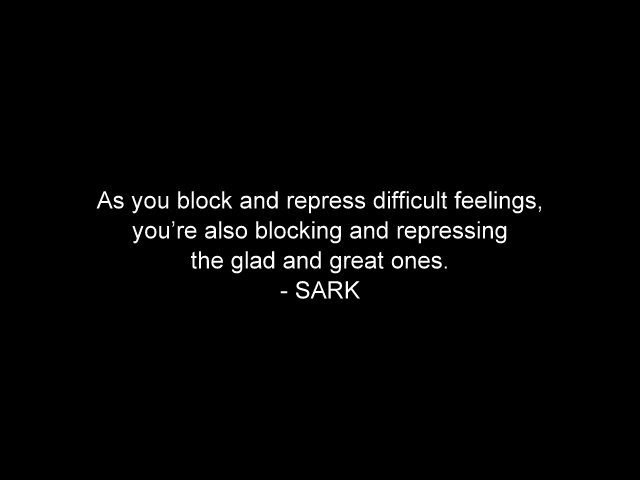 As you block and repress difficult feelings,
you’re also blocking and repressing
the glad and great ones.
- SARK